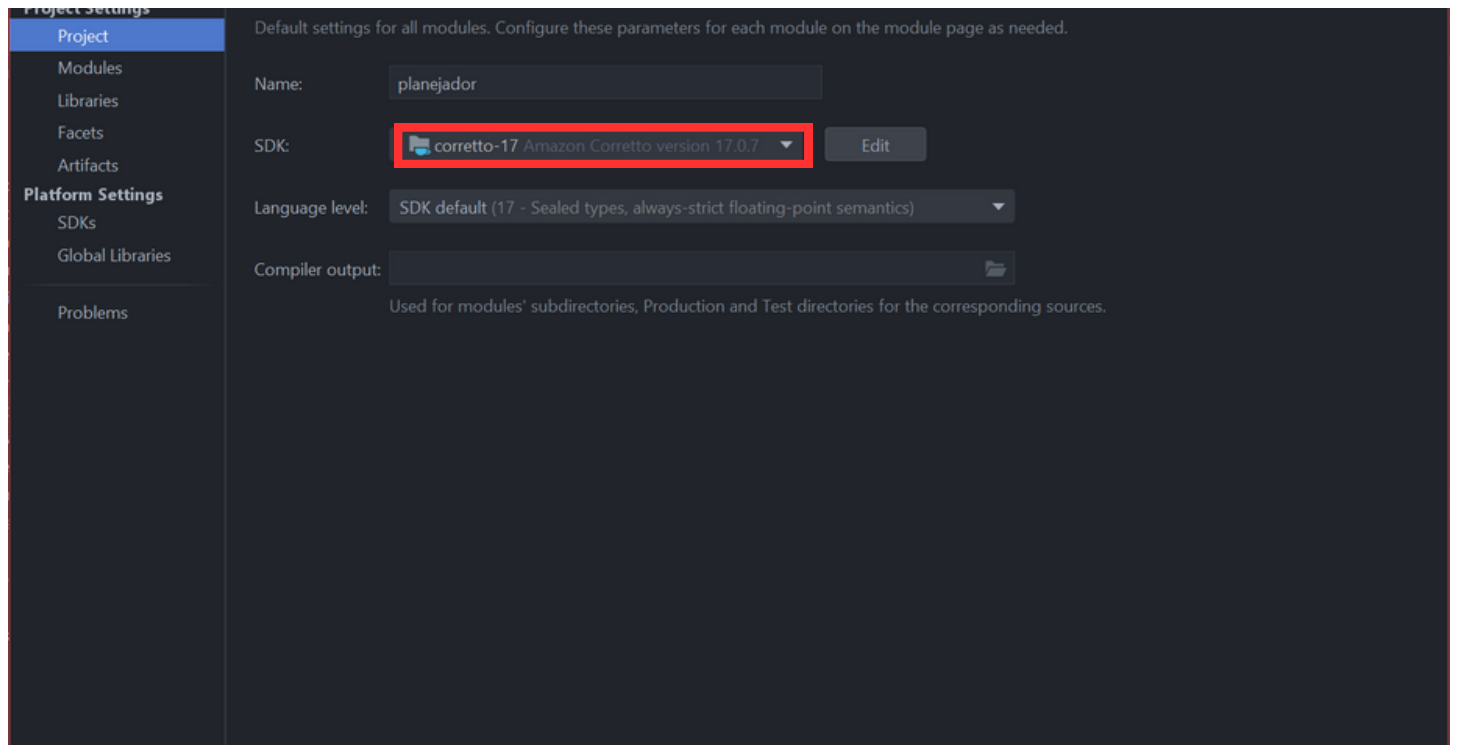 Project Settings
Project
Modules
Libraries
Facets
Artifacts
Platform Settings
SDKs
Global Libraries
Problems
Default settings for all modules. Configure these parameters for each module on the module page as needed.
Name: planejador
SDK: corretto-17 Amazon Corretto version 17.0.7 Edit
Language level: SDK default (17 - Sealed types, always-strict floating-point semantics)
Compiler output:
Used for modules' subdirectories, Production and Test directories for the corresponding sources.